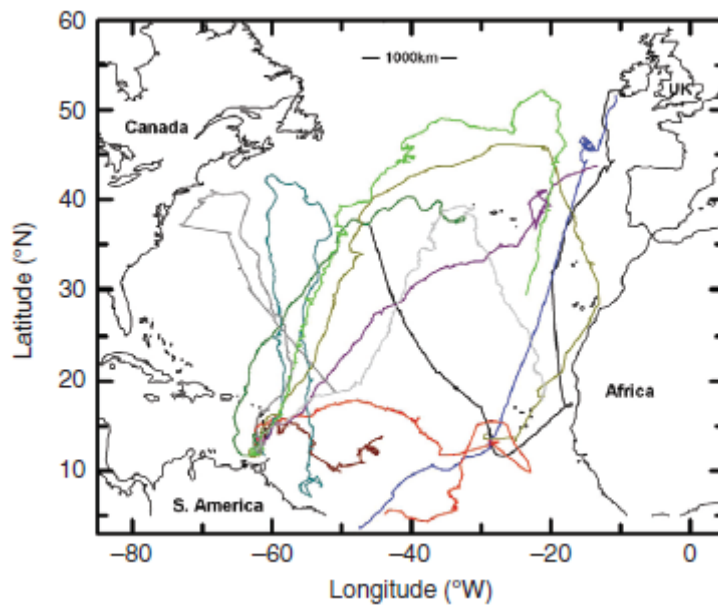 60
50
40
30
20
10
Latitude (°N)
1000km
Canada
UK
Africa
S. America
–80
–60
–40
–20
0
Longitude (°W)